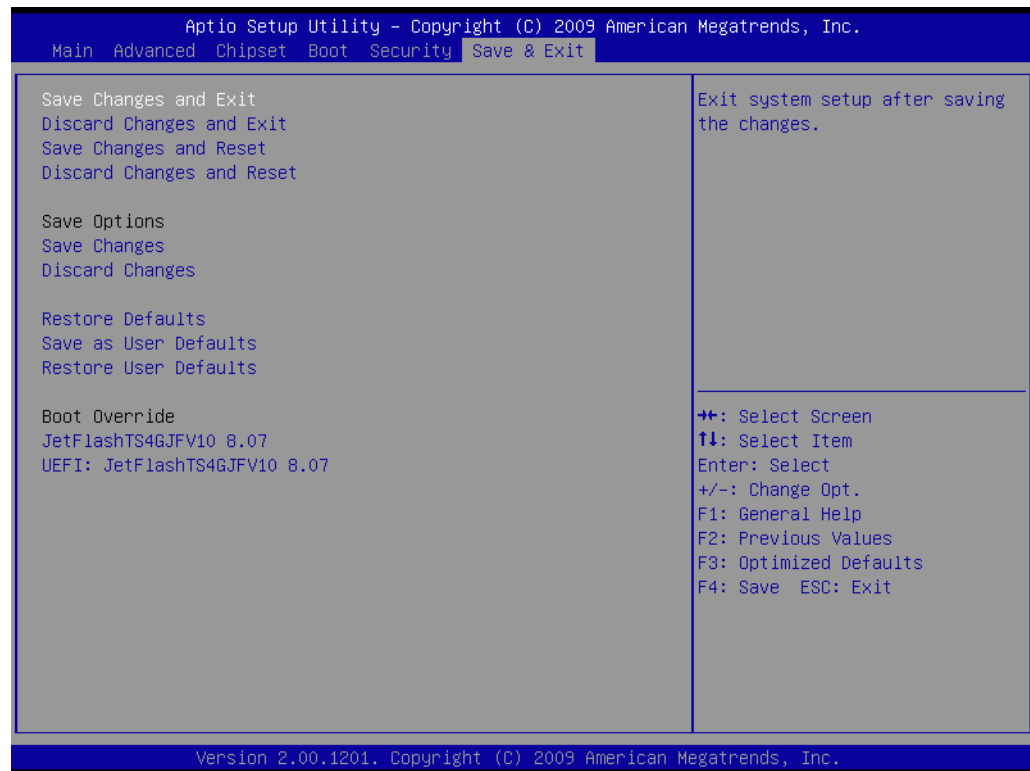 Aptio Setup Utility – Copyright (C) 2009 American Megatrends, Inc.
Main Advanced Chipset Boot Security Save & Exit
Save Changes and Exit
Discard Changes and Exit
Save Changes and Reset
Discard Changes and Reset
Save Options
Save Changes
Discard Changes
Restore Defaults
Save as User Defaults
Restore User Defaults
Boot Override
JetFlashTS4GJFV10 8.07
UEFI: JetFlashTS4GJFV10 8.07
Exit system setup after saving
the changes.
→←: Select Screen
↑↓: Select Item
Enter: Select
+/-: Change Opt.
F1: General Help
F2: Previous Values
F3: Optimized Defaults
F4: Save ESC: Exit
Version 2.00.1201. Copyright (C) 2009 American Megatrends, Inc.